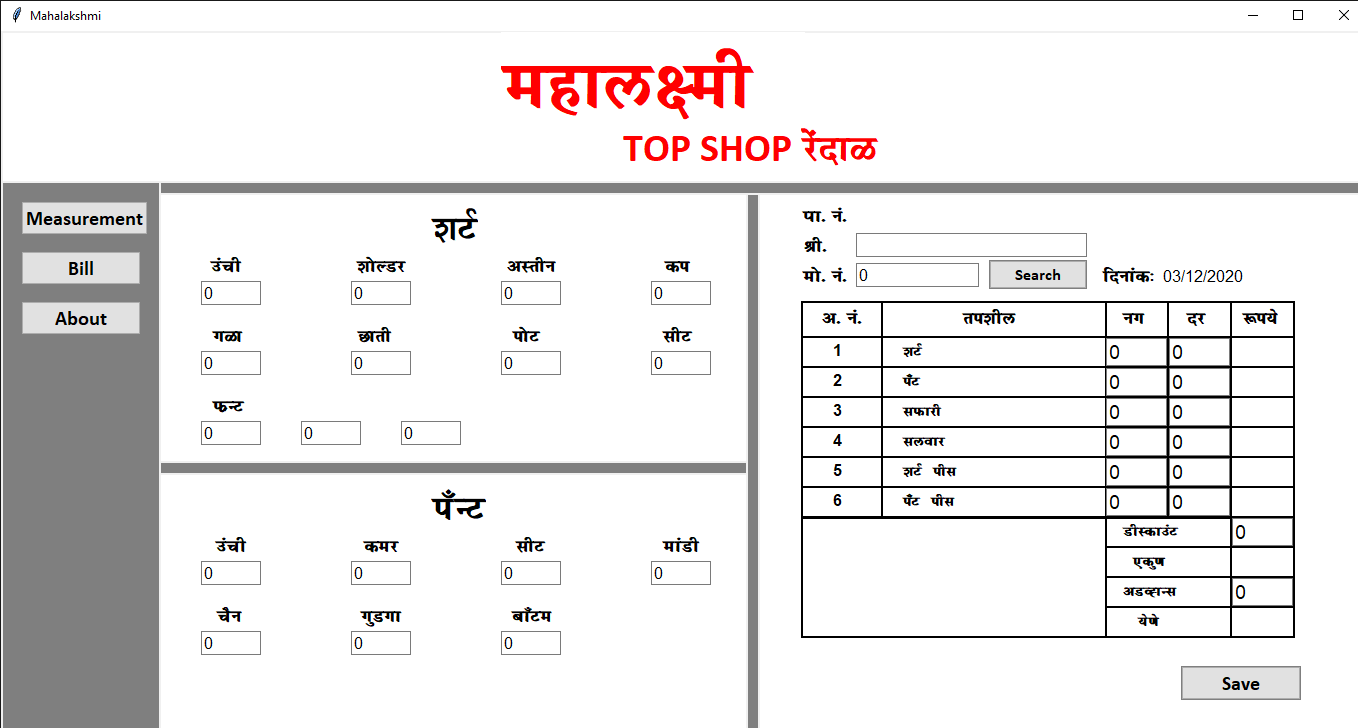 Mahalakshmi
महालक्ष्मी
TOP SHOP रेंदाळ
Measurement
Bill
About
शर्ट
उंची शोल्डर अस्तीन कप
0 0 0 0
गळा छाती पोट सीट
0 0 0 0
फन्ट
0 0 0
पँन्ट
उंची कमर सीट मांडी
0 0 0 0
चैन गुडगा बाँटम
0 0 0
पा. नं.
श्री.
मो. नं. 0 Search दिनांकः 03/12/2020
अ. नं. तपशील नग दर रूपये
1 शर्ट 0 0
2 पँट 0 0
3 सफारी 0 0
4 सलवार 0 0
5 शर्ट पीस 0 0
6 पँट पीस 0 0
डीस्काउंट 0
एकुण
अडव्हान्स 0
येणे
Save